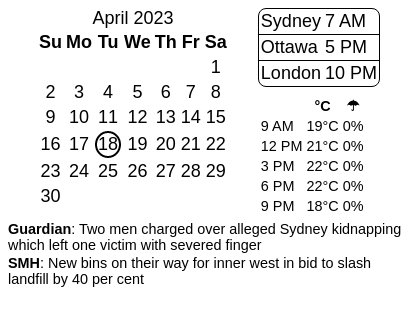 April 2023
Su Mo Tu We Th Fr Sa
1
2 3 4 5 6 7 8
9 10 11 12 13 14 15
16 17 18 19 20 21 22
23 24 25 26 27 28 29
30
Sydney 7 AM
Ottawa 5 PM
London 10 PM
°C ☂
9 AM 19°C 0%
12 PM 21°C 0%
3 PM 22°C 0%
6 PM 22°C 0%
9 PM 18°C 0%
Guardian: Two men charged over alleged Sydney kidnapping
which left one victim with severed finger
SMH: New bins on their way for inner west in bid to slash
landfill by 40 per cent